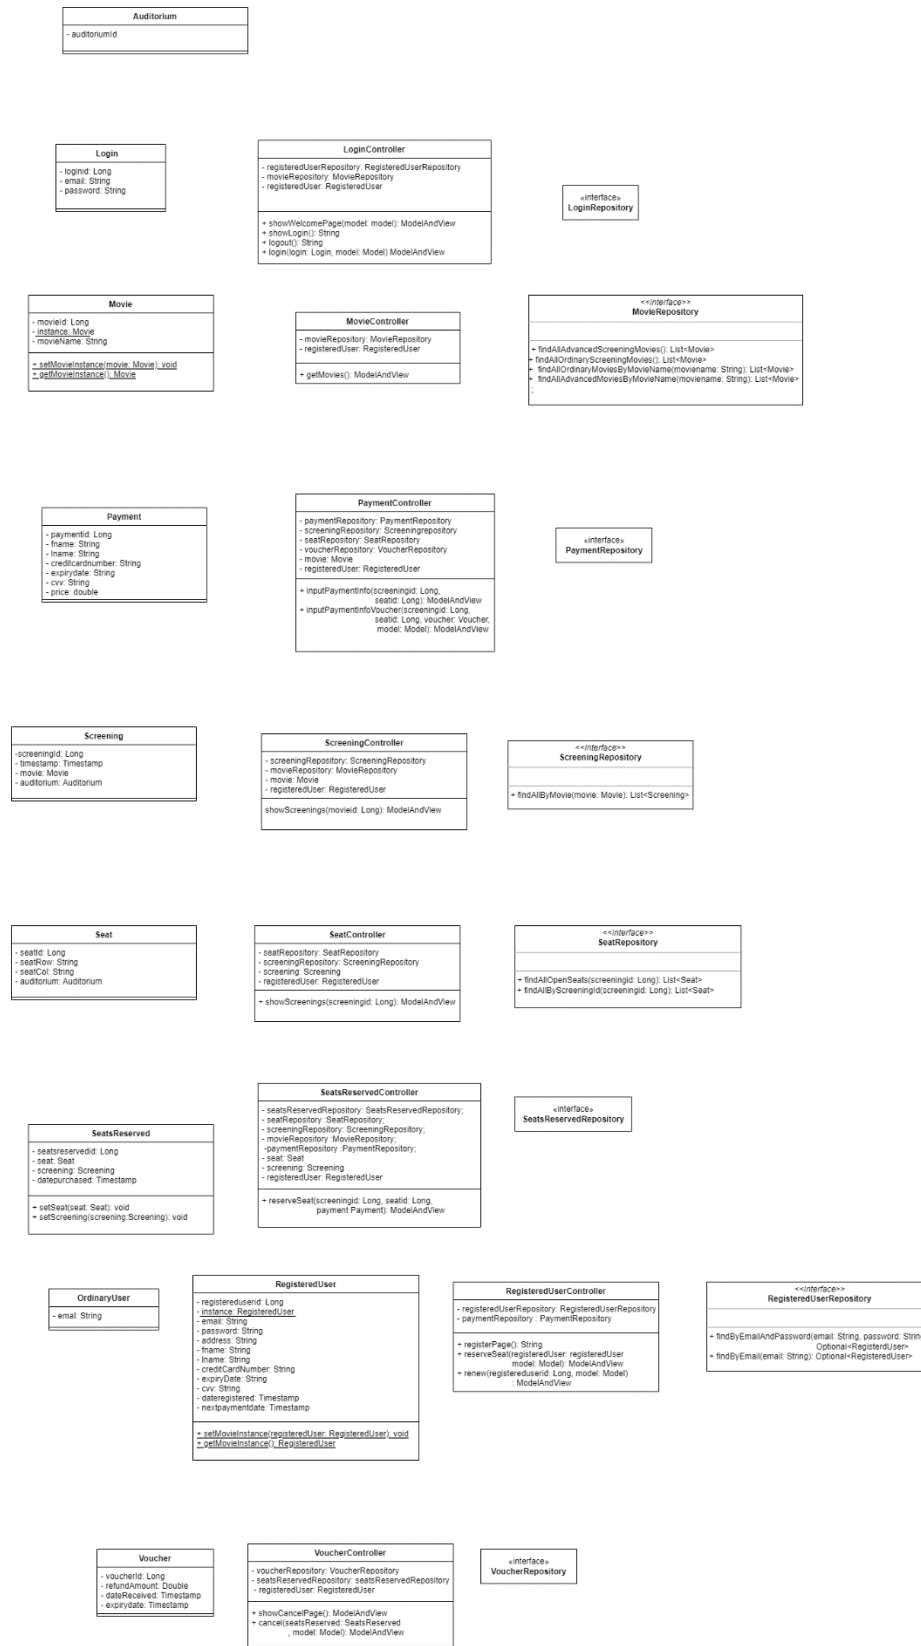 Auditorium
- auditoriumId
Login
- loginid: Long
- email: String
- password: String
LoginController
- registeredUserRepository: RegisteredUserRepository
- movieRepository: MovieRepository
- registeredUser: RegisteredUser
+ showWelcomePage(model: model): ModelAndView
+ showLogin(): String
+ logout(): String
+ login(login: Login, model: Model) ModelAndView
«interface»
LoginRepository
Movie
- movieId: Long
- instance: Movie
- movieName: String
+ setMovieInstance(movie: Movie): void
+ getMovieInstance(): Movie
MovieController
- movieRepository: MovieRepository
- registeredUser: RegisteredUser
+ getMovies(): ModelAndView
<<interface>>
MovieRepository
+ findAllAdvancedScreeningMovies(): List<Movie>
+ findAllOrdinaryScreeningMovies(): List<Movie>
+ findAllOrdinaryMoviesByMovieName(moviename: String): List<Movie>
+ findAllAdvancedMoviesByMovieName(moviename: String): List<Movie>
;
Payment
- paymentid: Long
- fname: String
- lname: String
- creditcardnumber: String
- expirydate: String
- cvv: String
- price: double
PaymentController
- paymentRepository: PaymentRepository
- screeningRepository: Screeningrepository
- seatRepository: SeatRepository
- voucherRepository: VoucherRepository
- movie: Movie
- registeredUser: RegisteredUser
+ inputPaymentInfo(screeningid: Long,
seatid: Long): ModelAndView
+ inputPaymentInfoVoucher(screeningid: Long,
seatid: Long, voucher: Voucher,
model: Model): ModelAndView
«interface»
PaymentRepository
Screening
-screeningId: Long
- timestamp: Timestamp
- movie: Movie
- auditorium: Auditorium
ScreeningController
- screeningRepository: ScreeningRepository
- movieRepository: MovieRepository
- movie: Movie
- registeredUser: RegisteredUser
showScreenings(movieId: Long): ModelAndView
<<interface>>
ScreeningRepository
+ findAllByMovie(movie: Movie): List<Screening>
Seat
- seatId: Long
- seatRow: String
- seatCol: String
- auditorium: Auditorium
SeatController
- seatRepository: SeatRepository
- screeningRepository: ScreeningRepository
- screening: Screening
- registeredUser: RegisteredUser
+ showScreenings(screeningid: Long): ModelAndView
<<interface>>
SeatRepository
+ findAllOpenSeats(screeningid: Long): List<Seat>
+ findAllByScreeningId(screeningid: Long): List<Seat>
SeatsReserved
- seatsreservedid: Long
- seat: Seat
- screening: Screening
- datepurchased: Timestamp
+ setSeat(seat: Seat): void
+ setScreening(screening:Screening): void
SeatsReservedController
- seatsReservedRepository: SeatsReservedRepository;
- seatRepository :SeatRepository;
- screeningRepository: ScreeningRepository;
- movieRepository :MovieRepository;
-paymentRepository :PaymentRepository;
- seat: Seat
- screening: Screening
- registeredUser: RegisteredUser
+ reserveSeat(screeningid: Long, seatid: Long,
payment Payment): ModelAndView
«interface»
SeatsReservedRepository
OrdinaryUser
- emal: String
RegisteredUser
- registereduserid: Long
- instance: RegisteredUser
- email: String
- password: String
- address: String
- fname: String
- lname: String
- creditCardNumber: String
- expiryDate: String
- cvv: String
- dateregistered: Timestamp
- nextpaymentdate: Timestamp
+ setMovieInstance(registeredUser: RegisteredUser): void
+ getMovieInstance(): RegisteredUser
RegisteredUserController
- registeredUserRepository: RegisteredUserRepository
- paymentRepository : PaymentRepository
+ registerPage(): String
+ reserveSeat(registeredUser: registeredUser
model: Model): ModelAndView
+ renew(registereduserid: Long, model: Model)
: ModelAndView
<<interface>>
RegisteredUserRepository
+ findByEmailAndPassword(email: String, password: String
Optional<RegisterdUser>
+ findByEmail(email: String): Optional<RegisteredUser>
Voucher
- voucherId: Long
- refundAmount: Double
- dateReceived: Timestamp
- expirydate: Timestamp
VoucherController
- voucherRepository: VoucherRepository
- seatsReservedRepository: seatsReservedRepository
- registeredUser: RegisteredUser
+ showCancelPage(): ModelAndView
+ cancel(seatsReserved: SeatsReserved
, model: Model): ModelAndView
«interface»
VoucherRepository